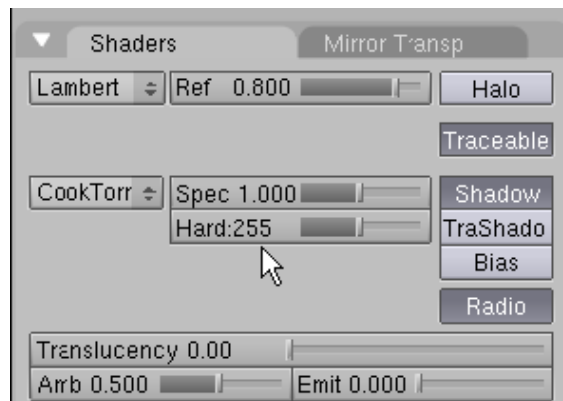 Shaders Mirror Transp
Lambert Ref 0.800 Halo
Traceable
CookTorr Spec 1.000 Shadow
Hard:255 TraShado
Bias
Radio
Translucency 0.00
Amb 0.500 Emit 0.000